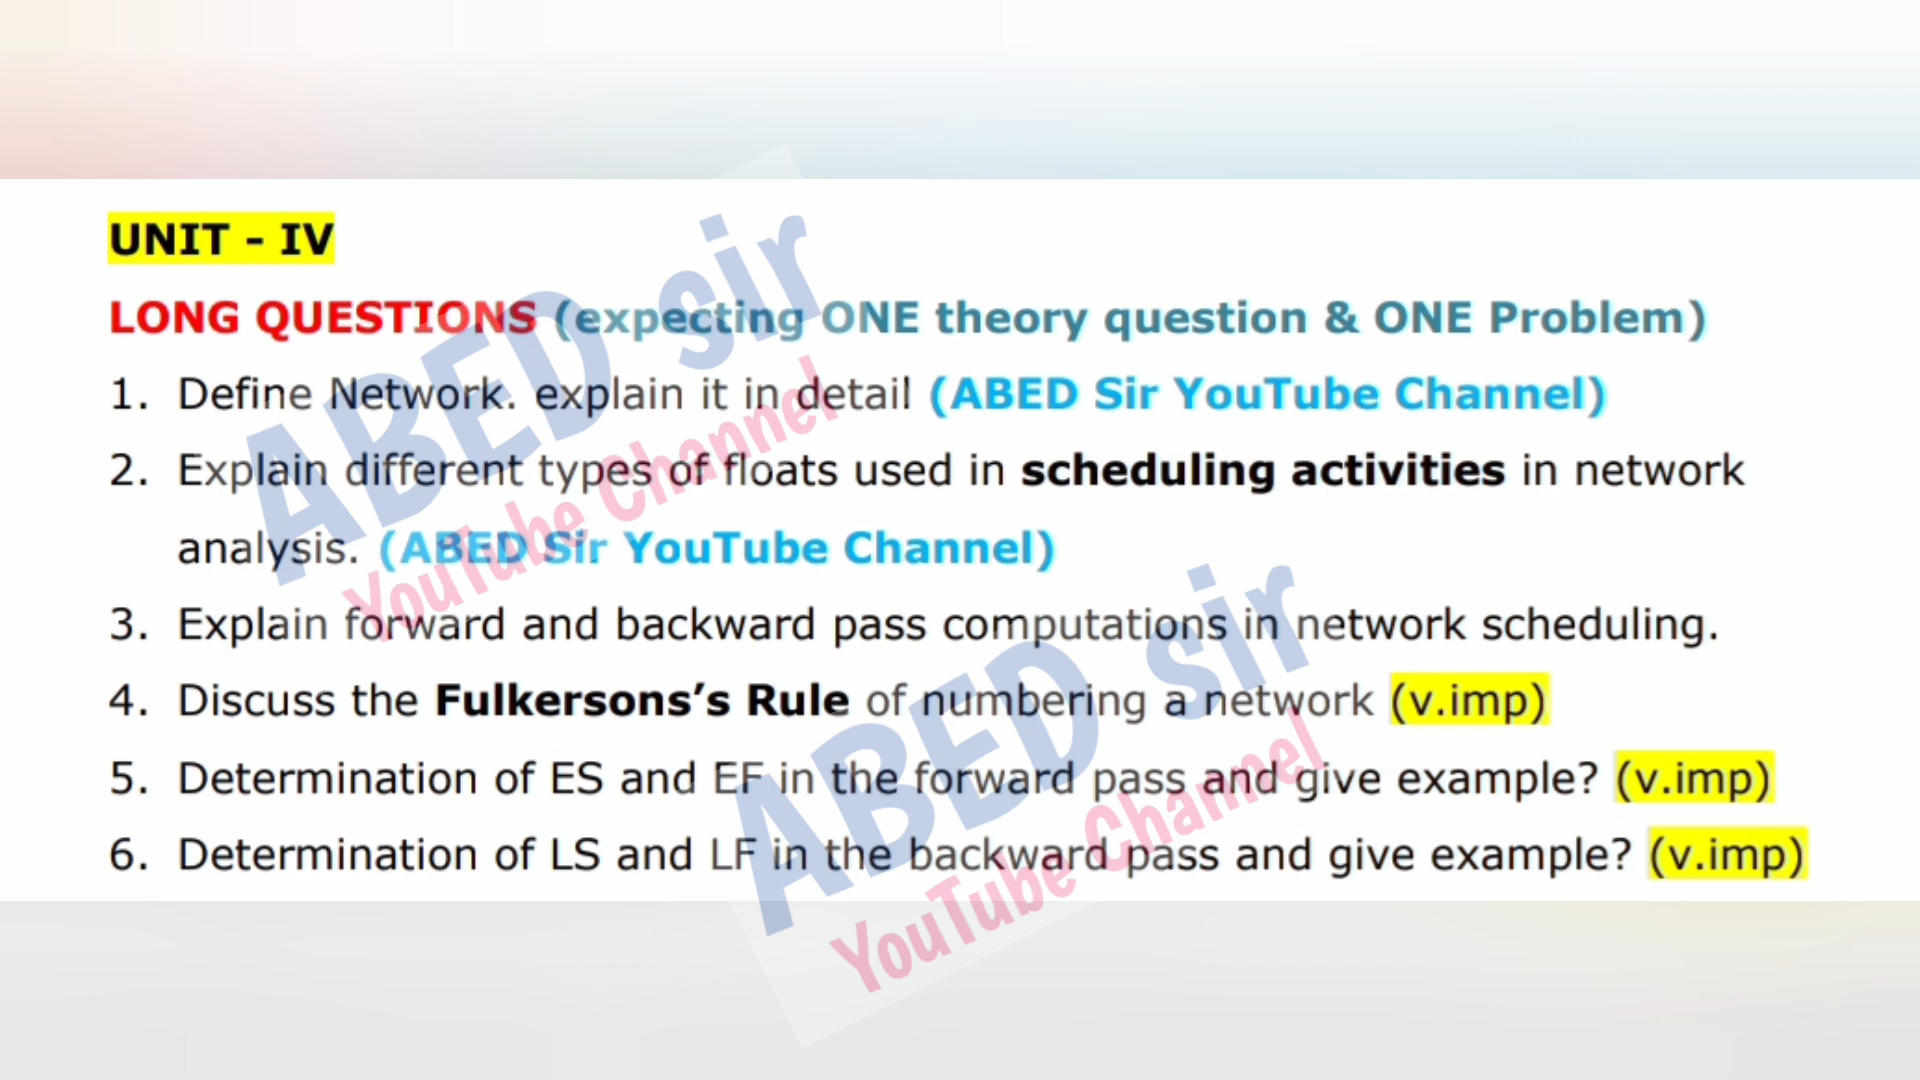 UNIT - IV
LONG QUESTIONS (expecting ONE theory question & ONE Problem)
1. Define Network. explain it in detail (ABED Sir YouTube Channel)
2. Explain different types of floats used in scheduling activities in network
analysis. (ABED Sir YouTube Channel)
3. Explain forward and backward pass computations in network scheduling.
4. Discuss the Fulkersons’s Rule of numbering a network (v.imp)
5. Determination of ES and EF in the forward pass and give example? (v.imp)
6. Determination of LS and LF in the backward pass and give example? (v.imp)
ABED sir
YouTube Channel
ABED sir
YouTube Channel